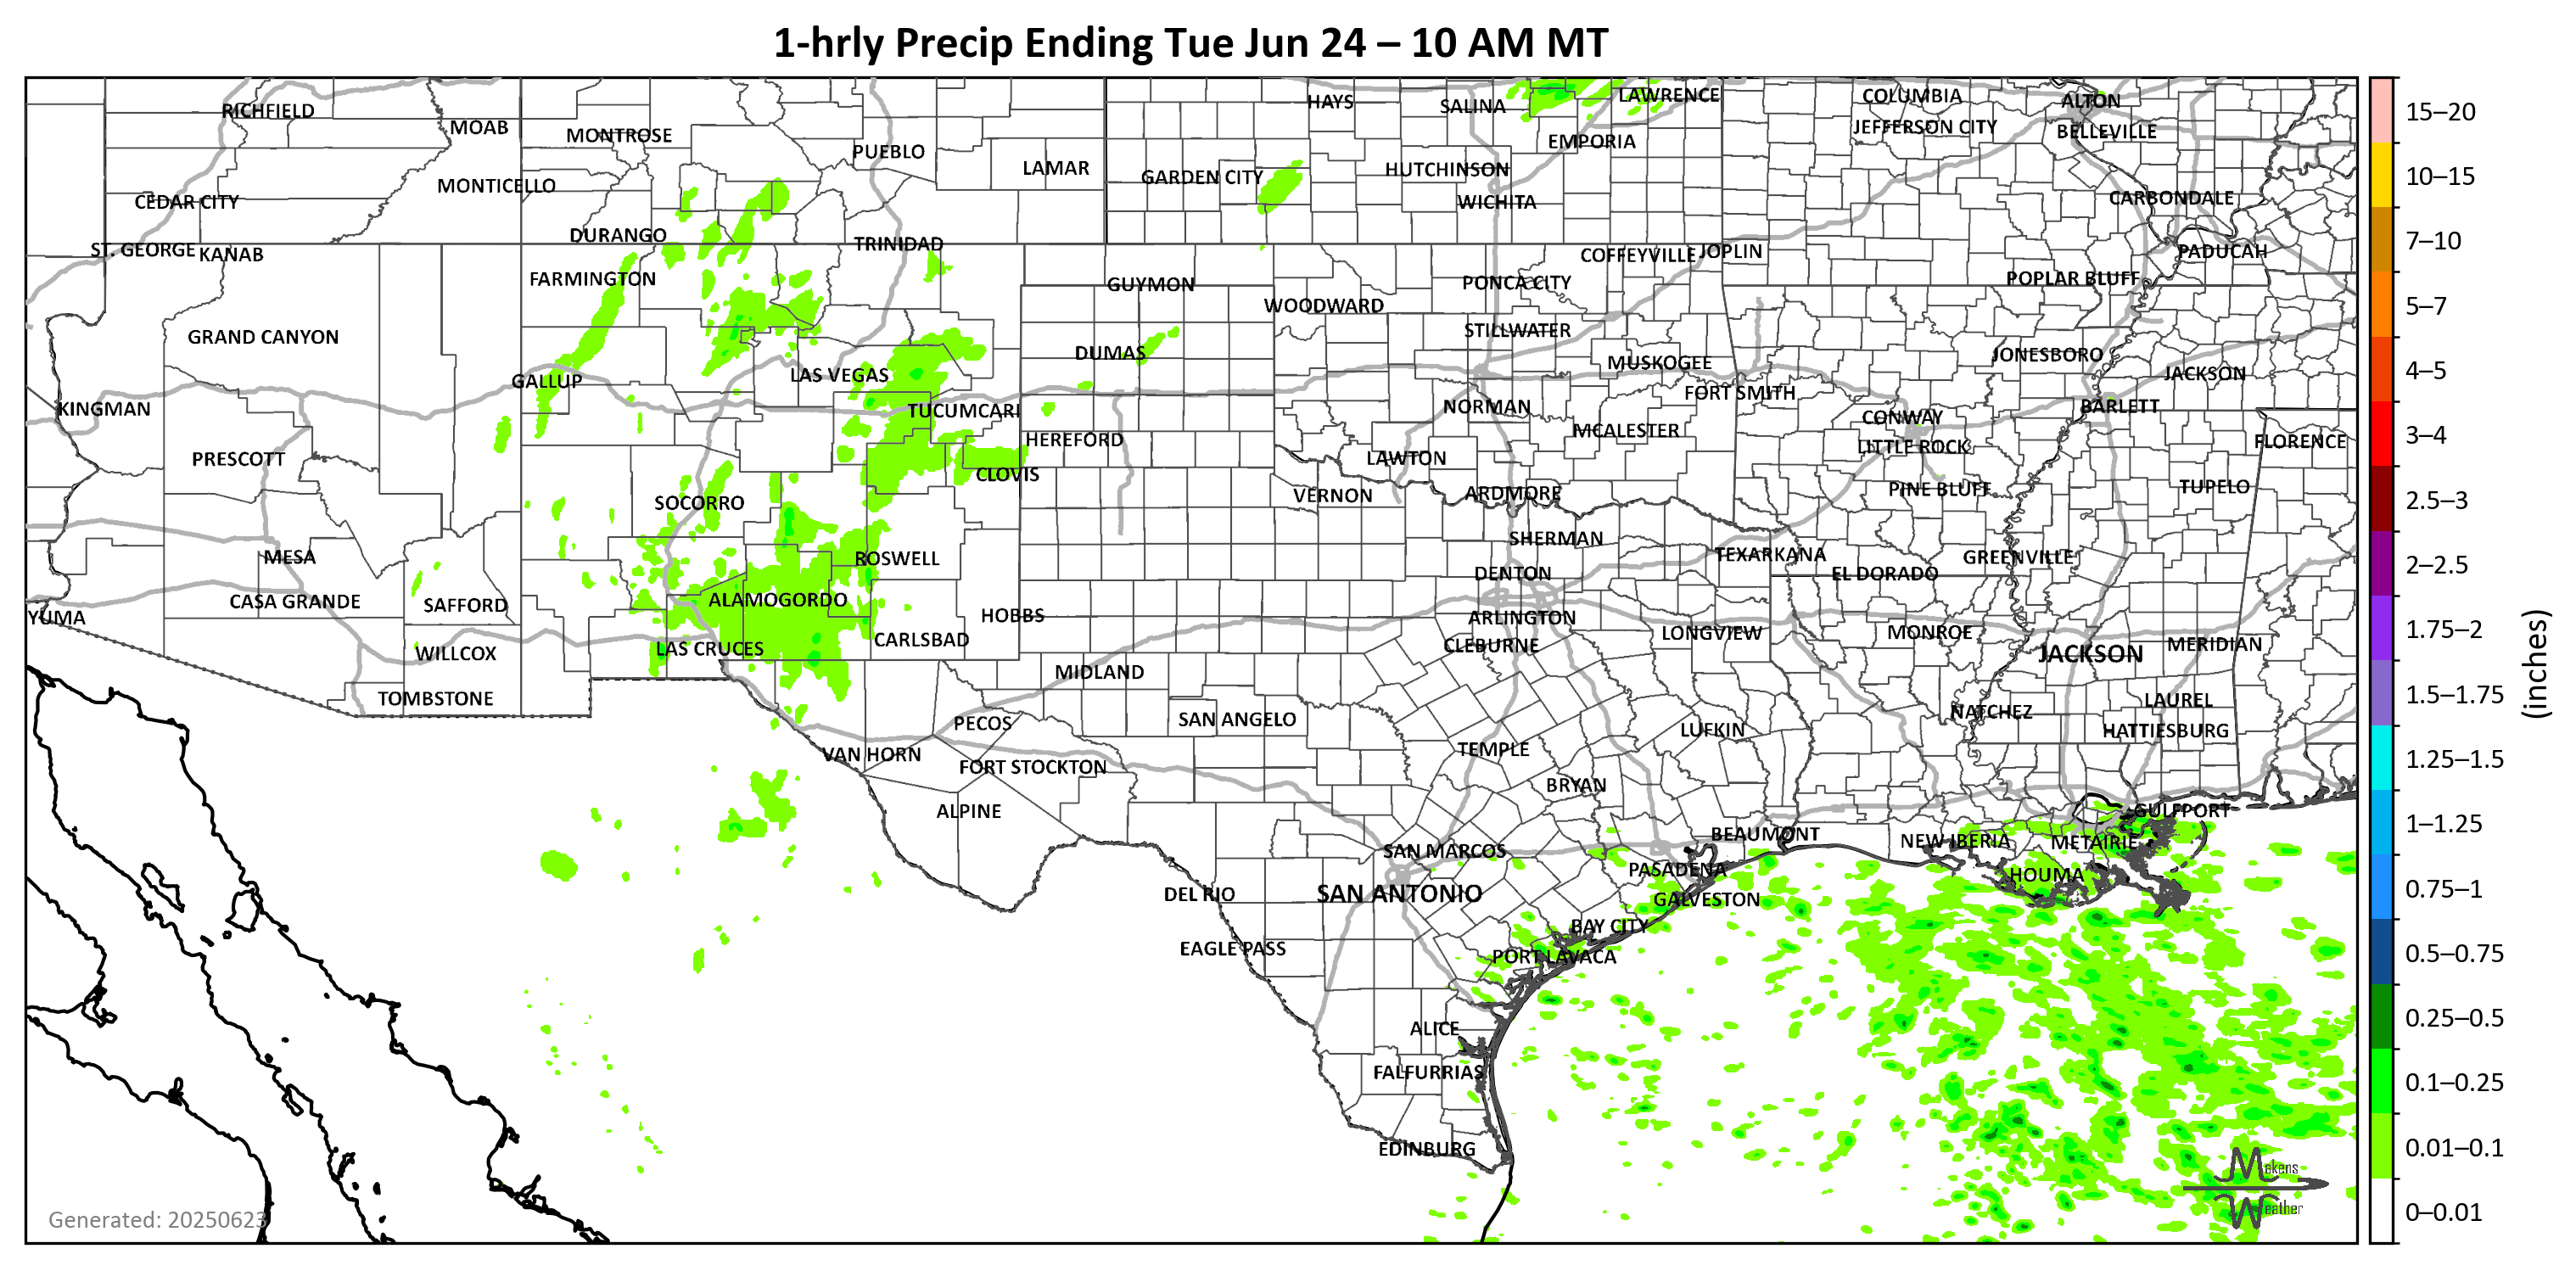 1-hrly Precip Ending Tue Jun 24 – 10 AM MT
RICHFIELD
MOAB
MONTROSE
PUEBLO
LAMAR
HAYS
SALINA
LAWRENCE
EMPORIA
COLUMBIA
JEFFERSON CITY
ALTON
BELLEVILLE
CEDAR CITY
MONTICELLO
GARDEN CITY
HUTCHINSON
WICHITA
CARBONDALE
ST. GEORGE
KANAB
DURANGO
TRINIDAD
COFFEYVILLE
JOPLIN
PADUCAH
FARMINGTON
GUYMON
WOODWARD
PONCA CITY
POPLAR BLUFF
GRAND CANYON
STILLWATER
DUMAS
MUSKOGEE
JONESBORO
GALLUP
LAS VEGAS
FORT SMITH
JACKSON
KINGMAN
TUCUMCARI
NORMAN
CONWAY
BARLETT
HEREFORD
MCALESTER
LITTLE ROCK
FLORENCE
PRESCOTT
CLOVIS
LAWTON
SOCORRO
VERNON
ARDMORE
PINE BLUFF
TUPELO
MESA
ROSWELL
SHERMAN
TEXARKANA
GREENVILLE
DENTON
EL DORADO
YUMA
CASA GRANDE
SAFFORD
ALAMOGORDO
HOBBS
ARLINGTON
CLEBURNE
LONGVIEW
MONROE
WILLCOX
LAS CRUCES
CARLSBAD
JACKSON
MERIDIAN
TOMBSTONE
MIDLAND
LAUREL
PECOS
SAN ANGELO
NATCHEZ
HATTIESBURG
VAN HORN
FORT STOCKTON
TEMPLE
LUFKIN
BRYAN
ALPINE
GULFPORT
BEAUMONT
NEW IBERIA
METAIRIE
SAN MARCOS
PASADENA
HOUMA
DEL RIO
SAN ANTONIO
GALVESTON
BAY CITY
EAGLE PASS
PORT LAVACA
ALICE
FALFURRIAS
EDINBURG
Makens
Weather
Generated: 20250623
15–20
10–15
7–10
5–7
4–5
3–4
2.5–3
2–2.5
1.75–2
1.5–1.75
1.25–1.5
1–1.25
0.75–1
0.5–0.75
0.25–0.5
0.1–0.25
0.01–0.1
0–0.01
(inches)